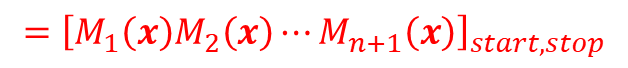 = [M₁(x)M₂(x) ⋯ Mₙ₊₁(x)]start,stop